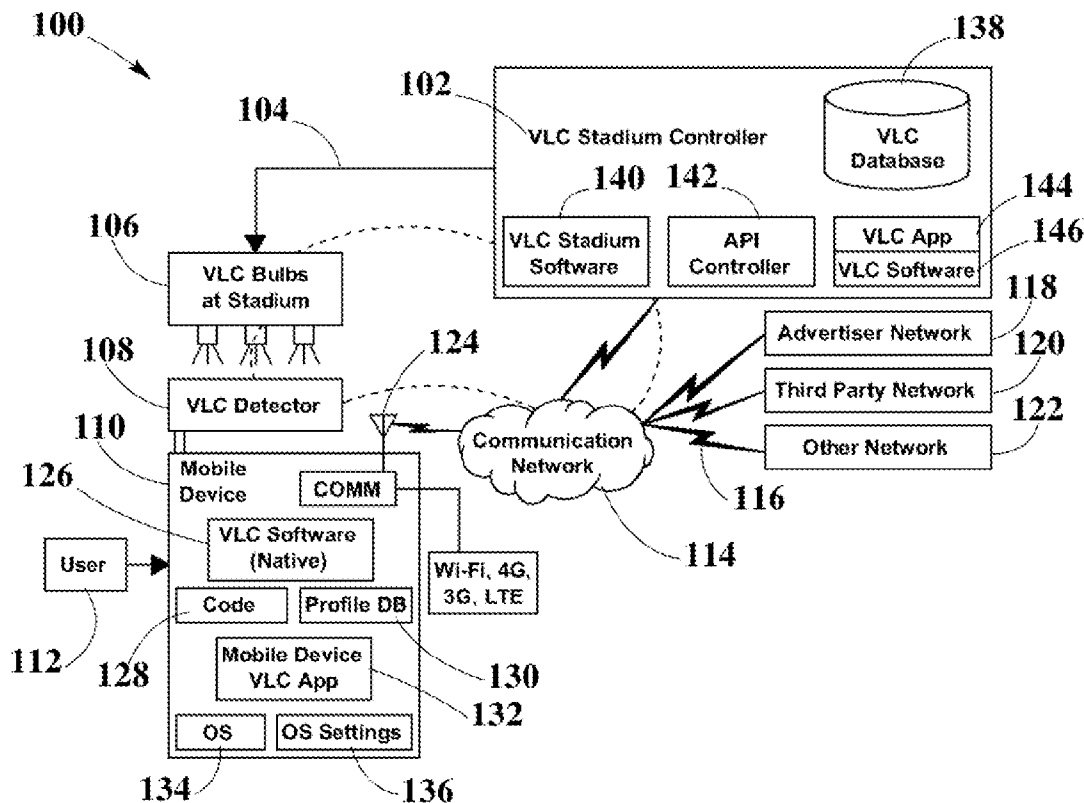 100
138
102
104
VLC Stadium Controller
VLC
Database
140
142
144
106
VLC Stadium
Software
API
Controller
VLC App
146
VLC Software
VLC Bulbs
at Stadium
118
108
124
Advertiser Network
120
VLC Detector
Third Party Network
122
110
Communication
Network
Other Network
Mobile
Device
COMM
126
116
VLC Software
(Native)
114
User
Wi-Fi, 4G,
3G, LTE
Code
Profile DB
112
128
130
Mobile Device
VLC App
132
OS
OS Settings
134
136